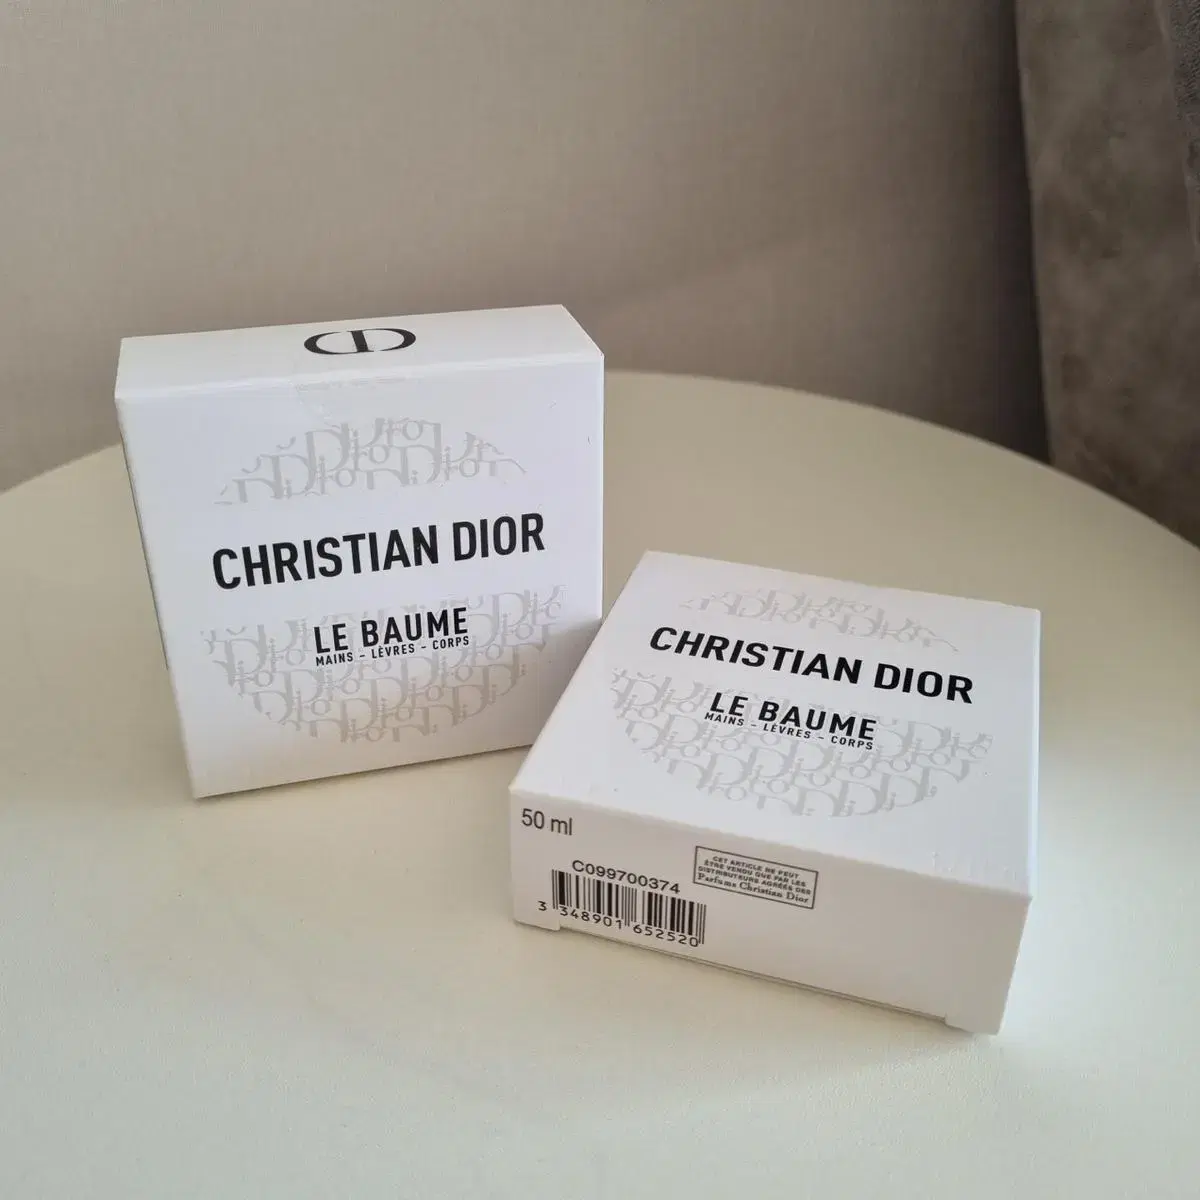 CHRISTIAN DIOR
LE BAUME
MAINS – LÈVRES – CORPS
CHRISTIAN DIOR
LE BAUME
MAINS – LÈVRES – CORPS
50 ml
C099700374
3 348901 652520
CET ARTICLE NE PEUT
ÊTRE VENDU QUE PAR LES
DISTRIBUTEURS AGRÉÉS DES
Parfums Christian Dior